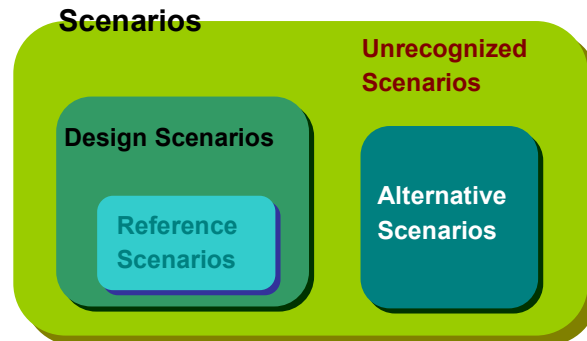 Scenarios
Unrecognized
Scenarios
Design Scenarios
Reference
Scenarios
Alternative
Scenarios